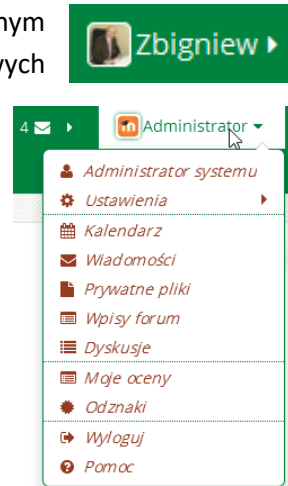 nym
wych
Zbigniew
4
Administrator
Administrator systemu
Ustawienia
Kalendarz
Wiadomości
Prywatne pliki
Wpisy forum
Dyskusje
Moje oceny
Odznaki
Wyloguj
Pomoc